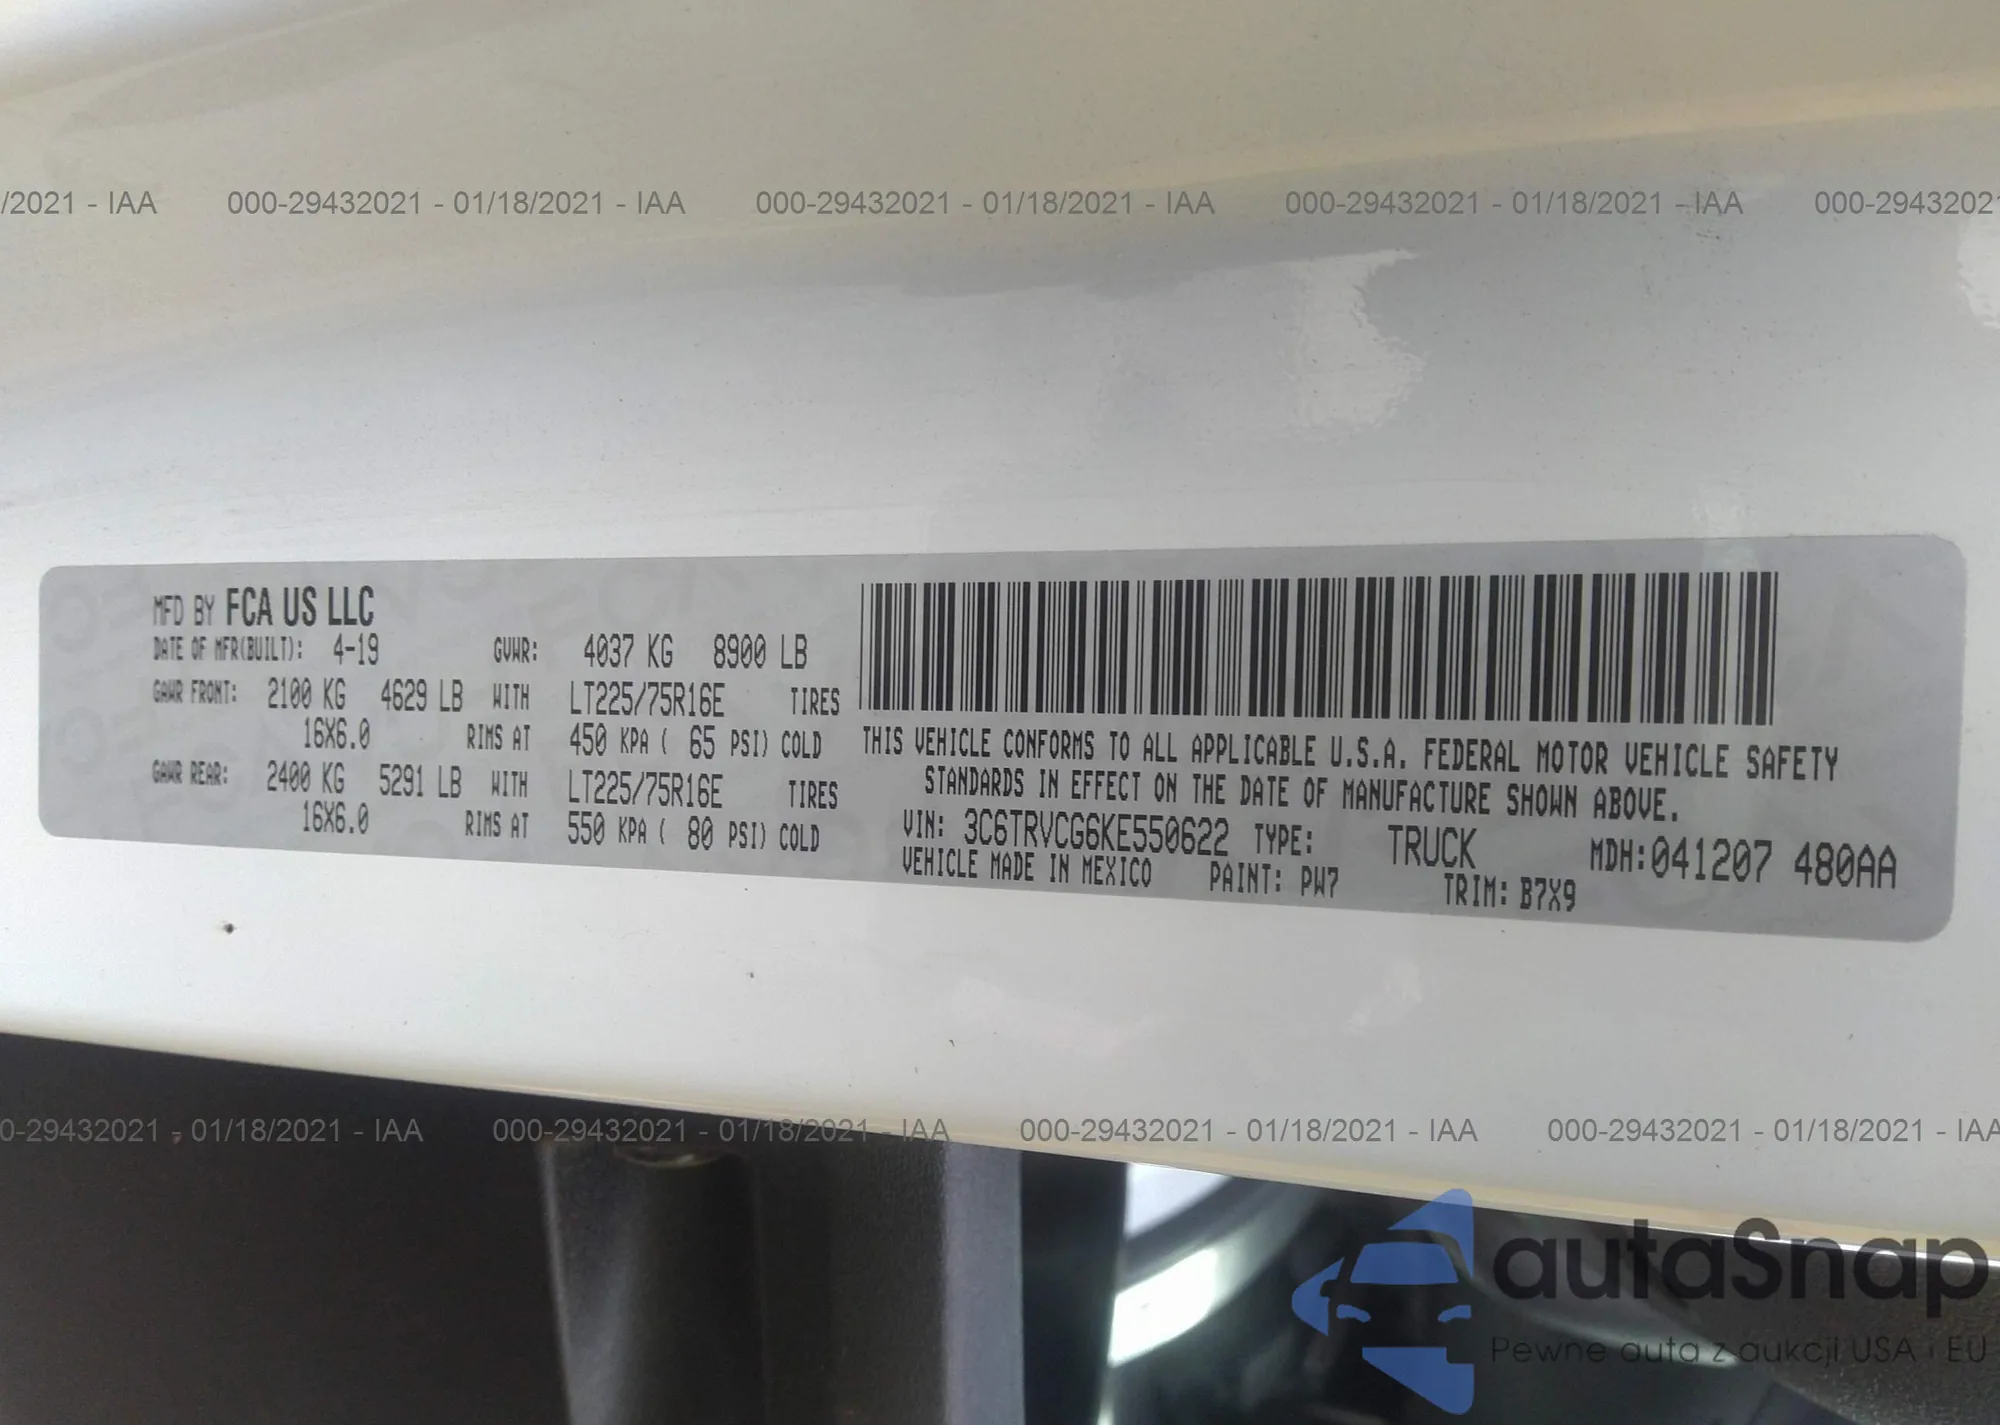 /2021 - IAA 000-29432021 - 01/18/2021 - IAA 000-29432021 - 01/18/2021 - IAA 000-29432021 - 01/18/2021 - IAA 000-2943202
MFD BY FCA US LLC
DATE OF MFR(BUILT): 4-19 GVWR: 4037 KG 8900 LB
GAWR FRONT: 2100 KG 4629 LB WITH LT225/75R16E TIRES
16X6.0 RIMS AT 450 KPA ( 65 PSI) COLD
GAWR REAR: 2400 KG 5291 LB WITH LT225/75R16E TIRES
16X6.0 RIMS AT 550 KPA ( 80 PSI) COLD
THIS VEHICLE CONFORMS TO ALL APPLICABLE U.S.A. FEDERAL MOTOR VEHICLE SAFETY
STANDARDS IN EFFECT ON THE DATE OF MANUFACTURE SHOWN ABOVE.
VIN: 3C6TRVCG6KE550622 TYPE: TRUCK MDH:041207 480AA
VEHICLE MADE IN MEXICO PAINT: PW7 TRIM: B7X9
0-29432021 - 01/18/2021 - IAA 000-29432021 - 01/18/2021 - IAA 000-29432021 - 01/18/2021 - IAA 000-29432021 - 01/18/2021 - IAA
autaSnap
Pewne auta z aukcji USA i EU